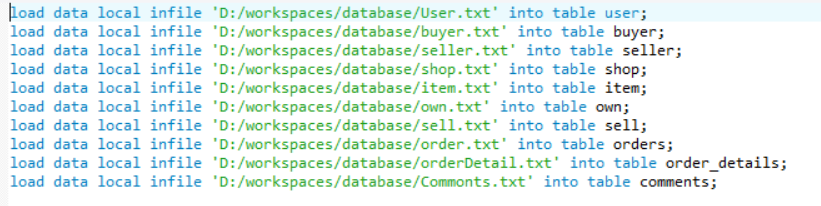 load data local infile 'D:/workspaces/database/User.txt' into table user;
load data local infile 'D:/workspaces/database/buyer.txt' into table buyer;
load data local infile 'D:/workspaces/database/seller.txt' into table seller;
load data local infile 'D:/workspaces/database/shop.txt' into table shop;
load data local infile 'D:/workspaces/database/item.txt' into table item;
load data local infile 'D:/workspaces/database/own.txt' into table own;
load data local infile 'D:/workspaces/database/sell.txt' into table sell;
load data local infile 'D:/workspaces/database/order.txt' into table orders;
load data local infile 'D:/workspaces/database/orderDetail.txt' into table order_details;
load data local infile 'D:/workspaces/database/Commonts.txt' into table comments;